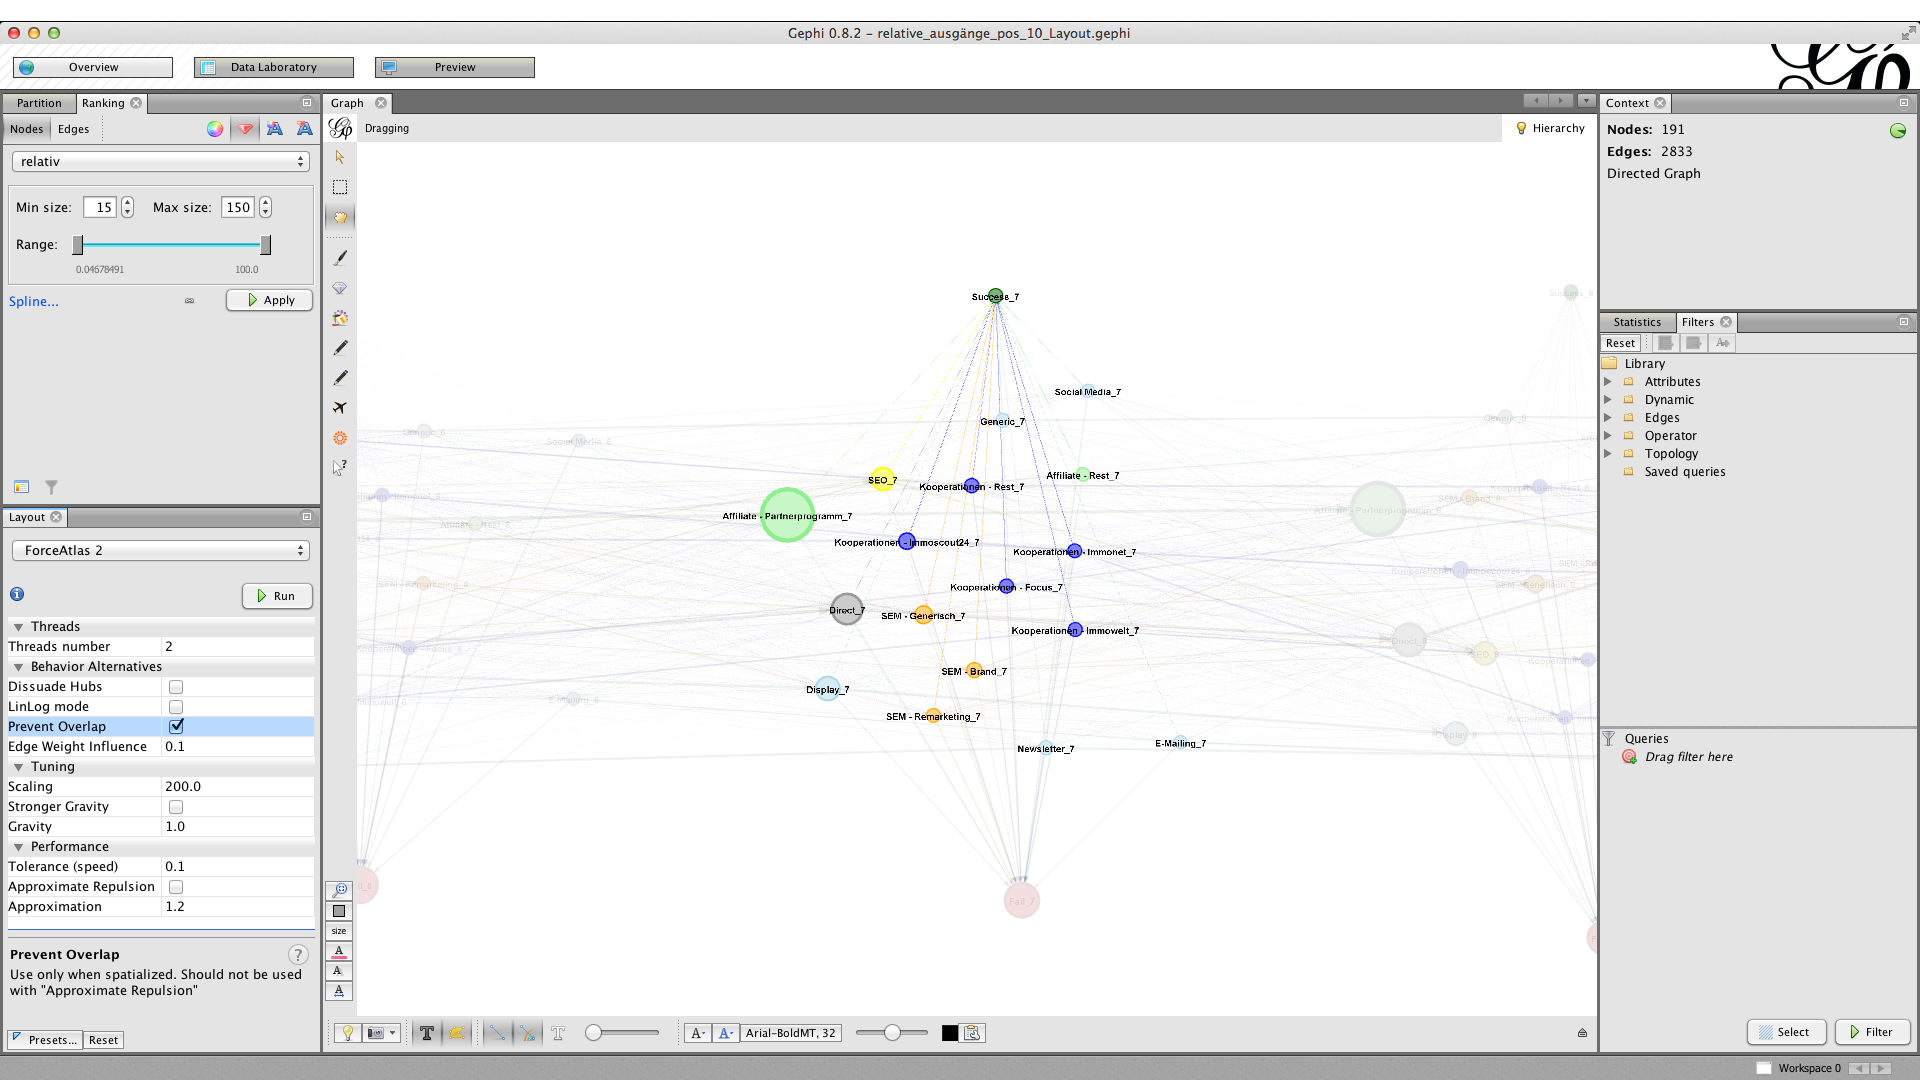 Gephi 0.8.2 – relative_ausgänge_pos_10_Layout.gephi
Overview
Data Laboratory
Preview
Partition
Ranking
Nodes
Edges
relativ
Min size: 15
Max size: 150
Range:
0.04678491
100.0
Spline...
Apply
Layout
ForceAtlas 2
Run
Threads
Threads number 2
Behavior Alternatives
Dissuade Hubs
LinLog mode
Prevent Overlap
Edge Weight Influence 0.1
Tuning
Scaling 200.0
Stronger Gravity
Gravity 1.0
Performance
Tolerance (speed) 0.1
Approximate Repulsion
Approximation 1.2
Prevent Overlap
?
Use only when spatialized. Should not be used
with "Approximate Repulsion"
Presets...
Reset
Graph
Dragging
Hierarchy
Success_7
Social Media_7
Generic_7
SEO_7
Affiliate - Rest_7
Kooperationen - Rest_7
Affiliate - Partnerprogramm_7
Kooperationen - Immoscout24_7
Kooperationen - Immonet_7
Kooperationen - Focus_7
Direct_7
SEM - Generisch_7
Kooperationen - Immowelt_7
SEM - Brand_7
Display_7
SEM - Remarketing_7
Newsletter_7
E-Mailing_7
Fail_7
size
A
A
A
T
T
A-
A-
Arial-BoldMT, 32
Context
Nodes: 191
Edges: 2833
Directed Graph
Statistics
Filters
Reset
Library
Attributes
Dynamic
Edges
Operator
Topology
Saved queries
Queries
Drag filter here
Select
Filter
Workspace 0